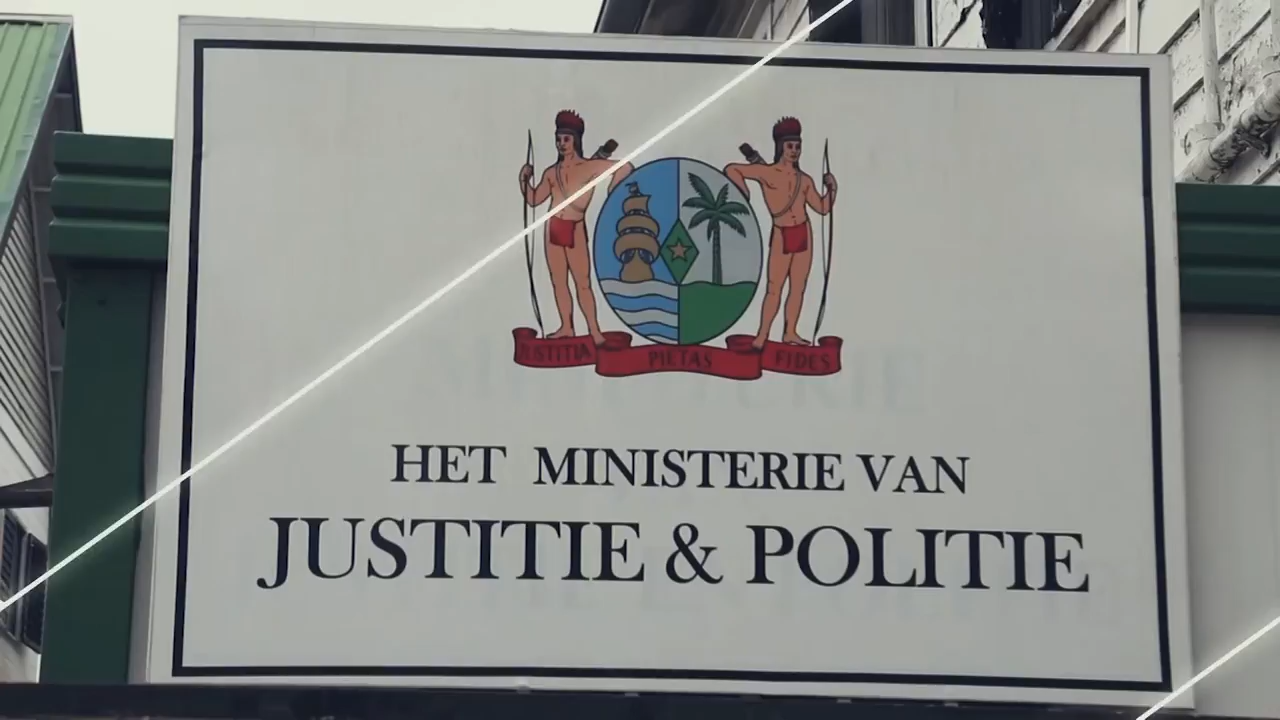 JUSTITIA PIETAS FIDES
HET MINISTERIE VAN
JUSTITIE & POLITIE